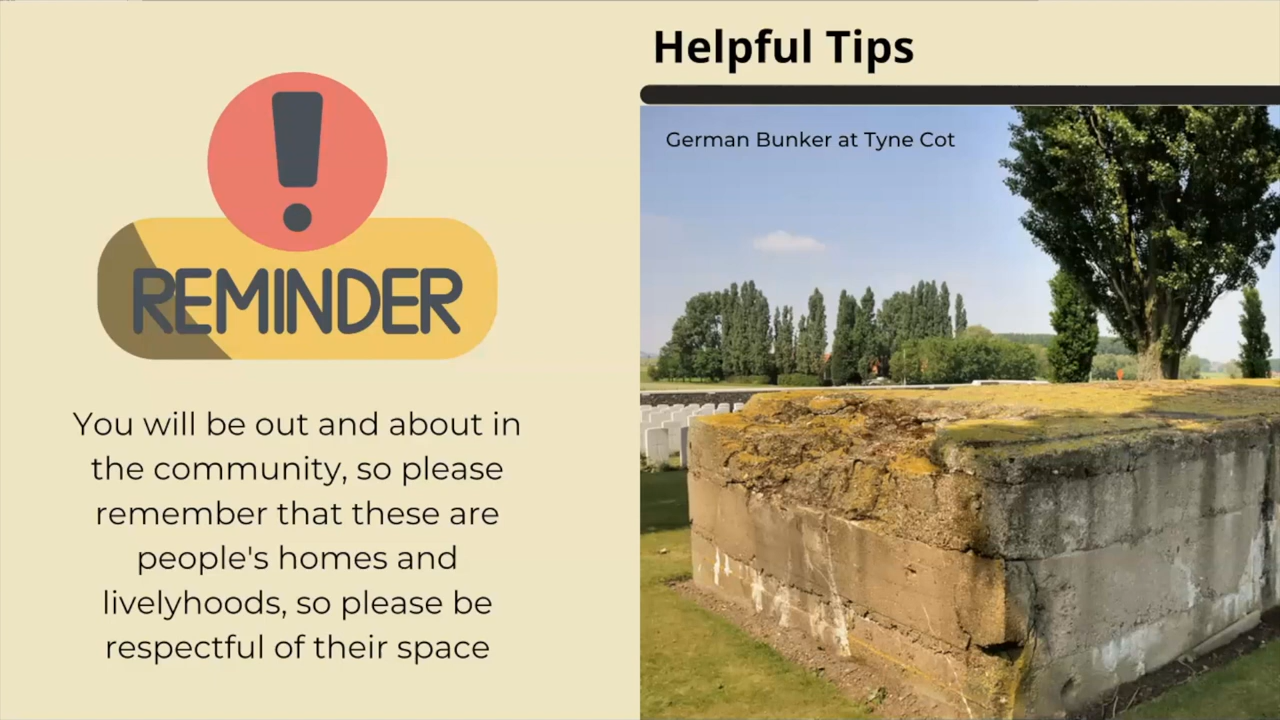 Helpful Tips
German Bunker at Tyne Cot
!
REMINDER
You will be out and about in
the community, so please
remember that these are
people's homes and
livelyhoods, so please be
respectful of their space